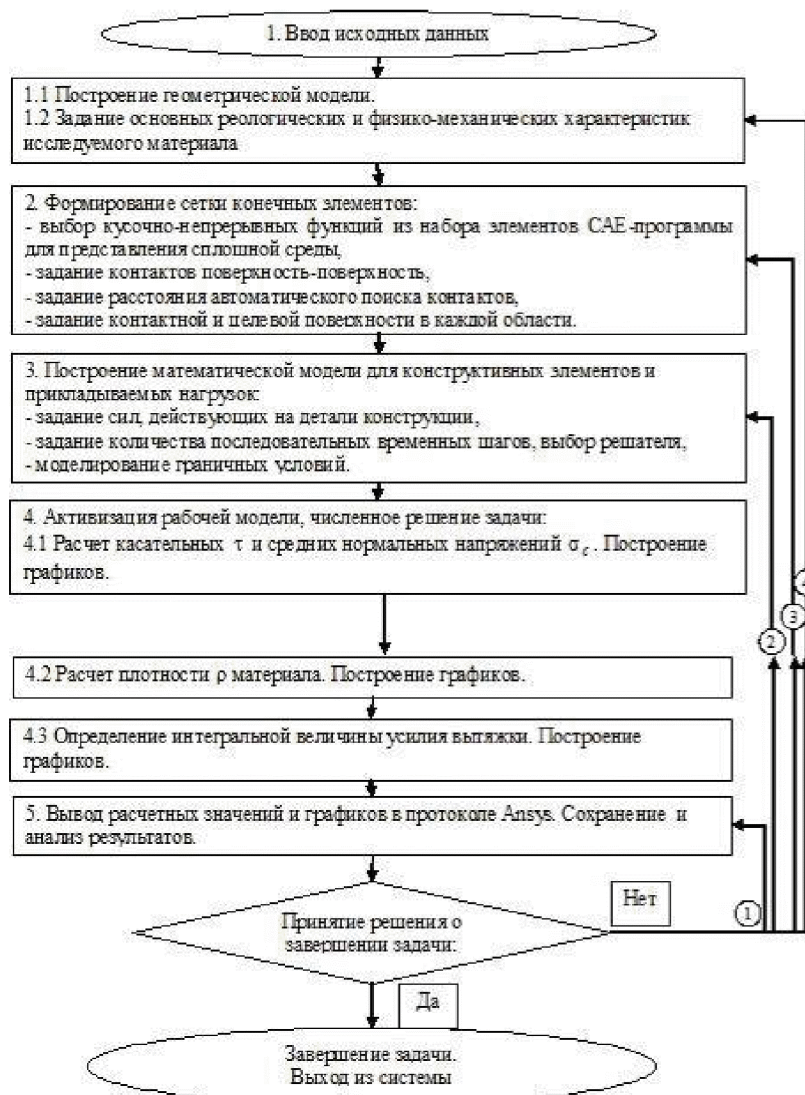 1. Ввод исходных данных
1.1 Построение геометрической модели.
1.2 Задание основных реологических и физико-механических характеристик
исследуемого материала
2. Формирование сетки конечных элементов:
- выбор кусочно-непрерывных функций из набора элементов CAE-программы
для представления сплошной среды,
- задание контактов поверхность-поверхность,
- задание расстояния автоматического поиска контактов,
- задание контактной и целевой поверхности в каждой области.
3. Построение математической модели для конструктивных элементов и
прикладываемых нагрузок:
- задание сил, действующих на детали конструкции,
- задание количества последовательных временных шагов, выбор решателя,
- моделирование граничных условий.
4. Активизация рабочей модели, численное решение задачи:
4.1 Расчет касательных τ и средних нормальных напряжений σ_c. Построение
графиков.
3
2
4.2 Расчет плотности ρ материала. Построение графиков.
4.3 Определение интегральной величины усилия вытяжки. Построение
графиков.
5. Вывод расчетных значений и графиков в протоколе Ansys. Сохранение и
анализ результатов.
Нет
1
Принятие решения о
завершении задачи:
Да
Завершение задачи.
Выход из системы